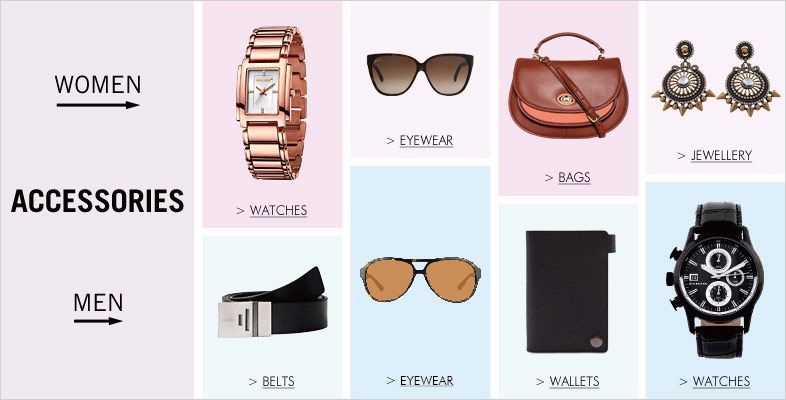 WOMEN
> WATCHES
> EYEWEAR
> BAGS
> JEWELLERY
ACCESSORIES
MEN
> BELTS
> EYEWEAR
> WALLETS
> WATCHES